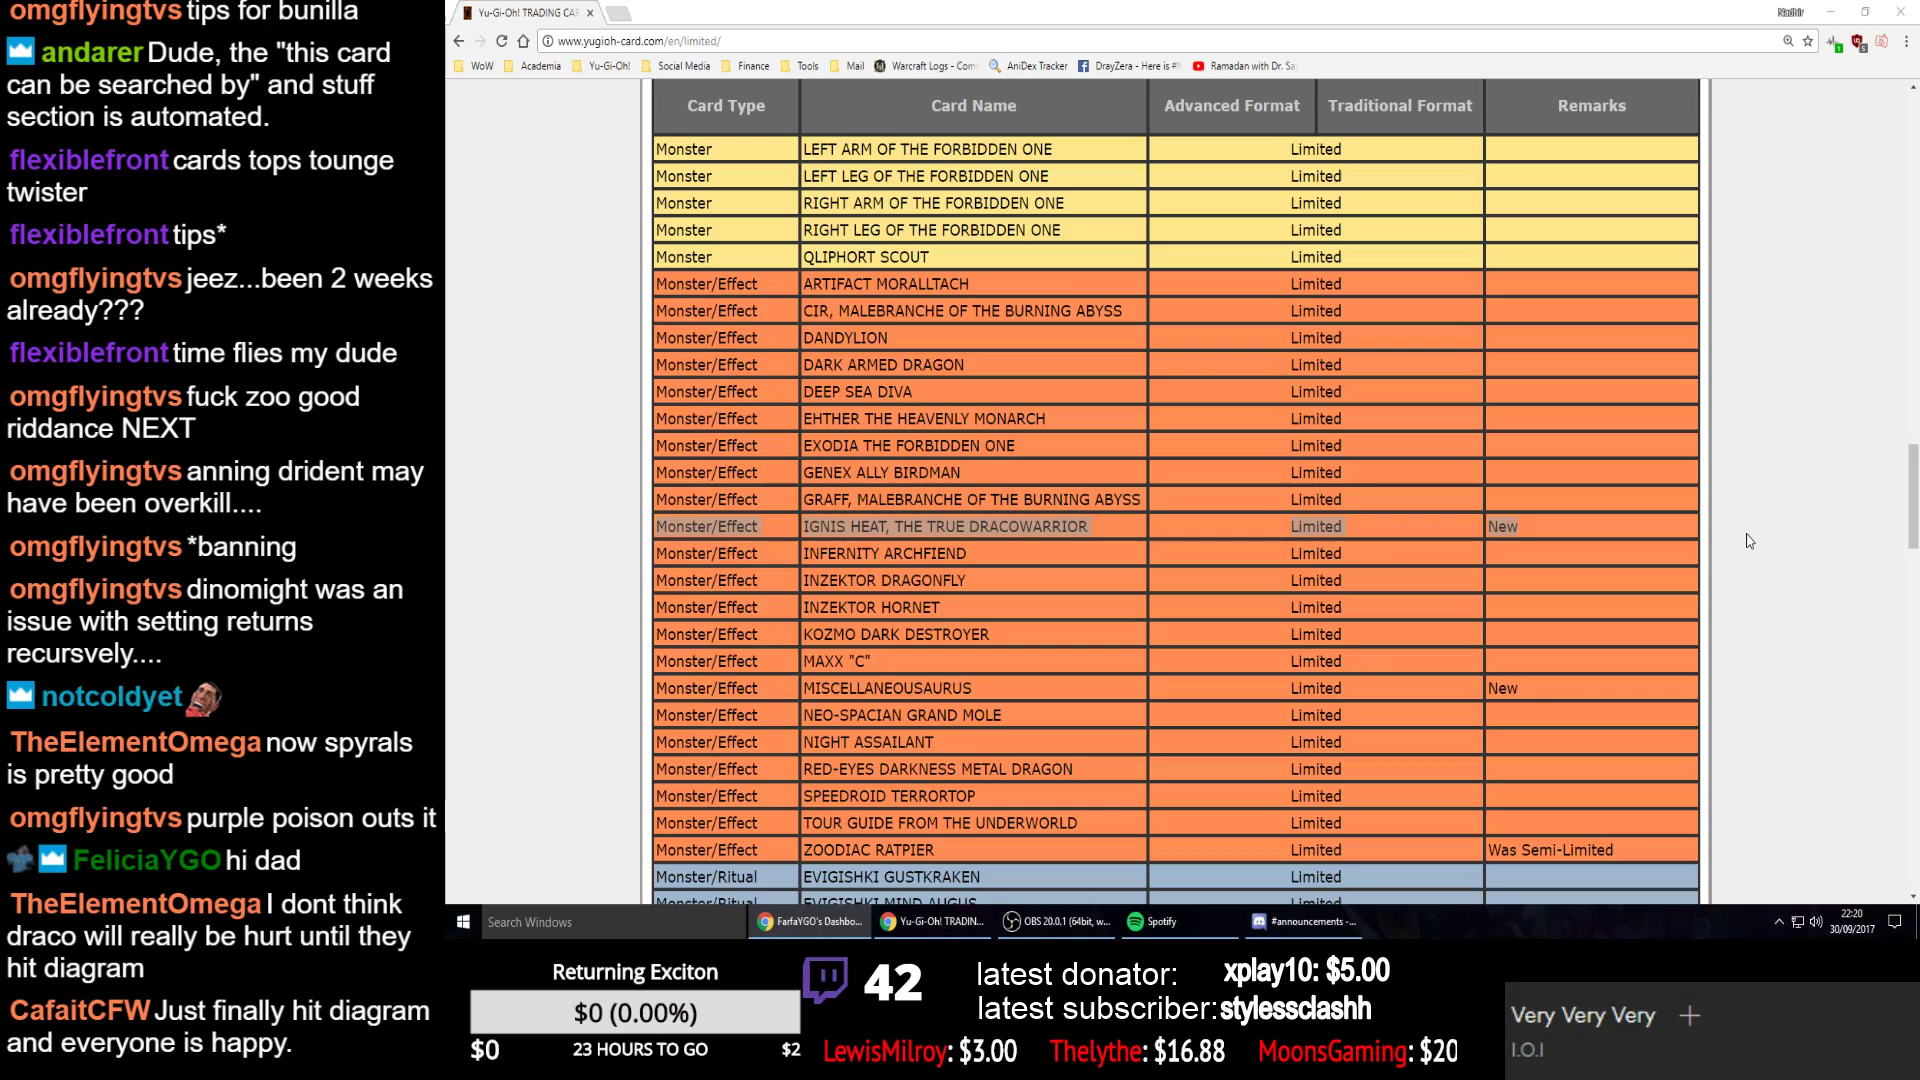 omgflyingtvs tips for bunilla
andarer Dude, the "this card
can be searched by" and stuff
section is automated.
flexiblefront cards tops tounge
twister
flexiblefront tips*
omgflyingtvs jeez...been 2 weeks
already???
flexiblefront time flies my dude
omgflyingtvs fuck zoo good
riddance NEXT
omgflyingtvs anning drident may
have been overkill....
omgflyingtvs *banning
omgflyingtvs dinomight was an
issue with setting returns
recursvely....
notcoldyet
TheElementOmega now spyrals
is pretty good
omgflyingtvs purple poison outs it
FeliciaYGO hi dad
TheElementOmega I dont think
draco will really be hurt until they
hit diagram
CafaitCFW Just finally hit diagram
and everyone is happy.
Yu-Gi-Oh! TRADING CAR
Nadhir
www.yugioh-card.com/en/limited/
WoW Academia Yu-Gi-Oh! Social Media Finance Tools Mail Warcraft Logs - Com AniDex Tracker DrayZera - Here is #N Ramadan with Dr. Sa
Card Type Card Name Advanced Format Traditional Format Remarks
Monster LEFT ARM OF THE FORBIDDEN ONE Limited
Monster LEFT LEG OF THE FORBIDDEN ONE Limited
Monster RIGHT ARM OF THE FORBIDDEN ONE Limited
Monster RIGHT LEG OF THE FORBIDDEN ONE Limited
Monster QLIPHORT SCOUT Limited
Monster/Effect ARTIFACT MORALLTACH Limited
Monster/Effect CIR, MALEBRANCHE OF THE BURNING ABYSS Limited
Monster/Effect DANDYLION Limited
Monster/Effect DARK ARMED DRAGON Limited
Monster/Effect DEEP SEA DIVA Limited
Monster/Effect EHTHER THE HEAVENLY MONARCH Limited
Monster/Effect EXODIA THE FORBIDDEN ONE Limited
Monster/Effect GENEX ALLY BIRDMAN Limited
Monster/Effect GRAFF, MALEBRANCHE OF THE BURNING ABYSS Limited
Monster/Effect IGNIS HEAT, THE TRUE DRACOWARRIOR Limited New
Monster/Effect INFERNITY ARCHFIEND Limited
Monster/Effect INZEKTOR DRAGONFLY Limited
Monster/Effect INZEKTOR HORNET Limited
Monster/Effect KOZMO DARK DESTROYER Limited
Monster/Effect MAXX "C" Limited
Monster/Effect MISCELLANEOUSAURUS Limited New
Monster/Effect NEO-SPACIAN GRAND MOLE Limited
Monster/Effect NIGHT ASSAILANT Limited
Monster/Effect RED-EYES DARKNESS METAL DRAGON Limited
Monster/Effect SPEEDROID TERRORTOP Limited
Monster/Effect TOUR GUIDE FROM THE UNDERWORLD Limited
Monster/Effect ZOODIAC RATPIER Limited Was Semi-Limited
Monster/Ritual EVIGISHKI GUSTKRAKEN Limited
Monster/Ritual EVIGISHKI MIND AUGUS Limited
Search Windows FarfaYGO's Dashbo... Yu-Gi-Oh! TRADIN... OBS 20.0.1 (64bit, w... Spotify #announcements -...
22:20
30/09/2017
Returning Exciton
$0 (0.00%)
$0 23 HOURS TO GO $2
42
latest donator: xplay10: $5.00
latest subscriber: stylessclashh
LewisMilroy: $3.00 Thelythe: $16.88 MoonsGaming: $20
Very Very Very
I.O.I